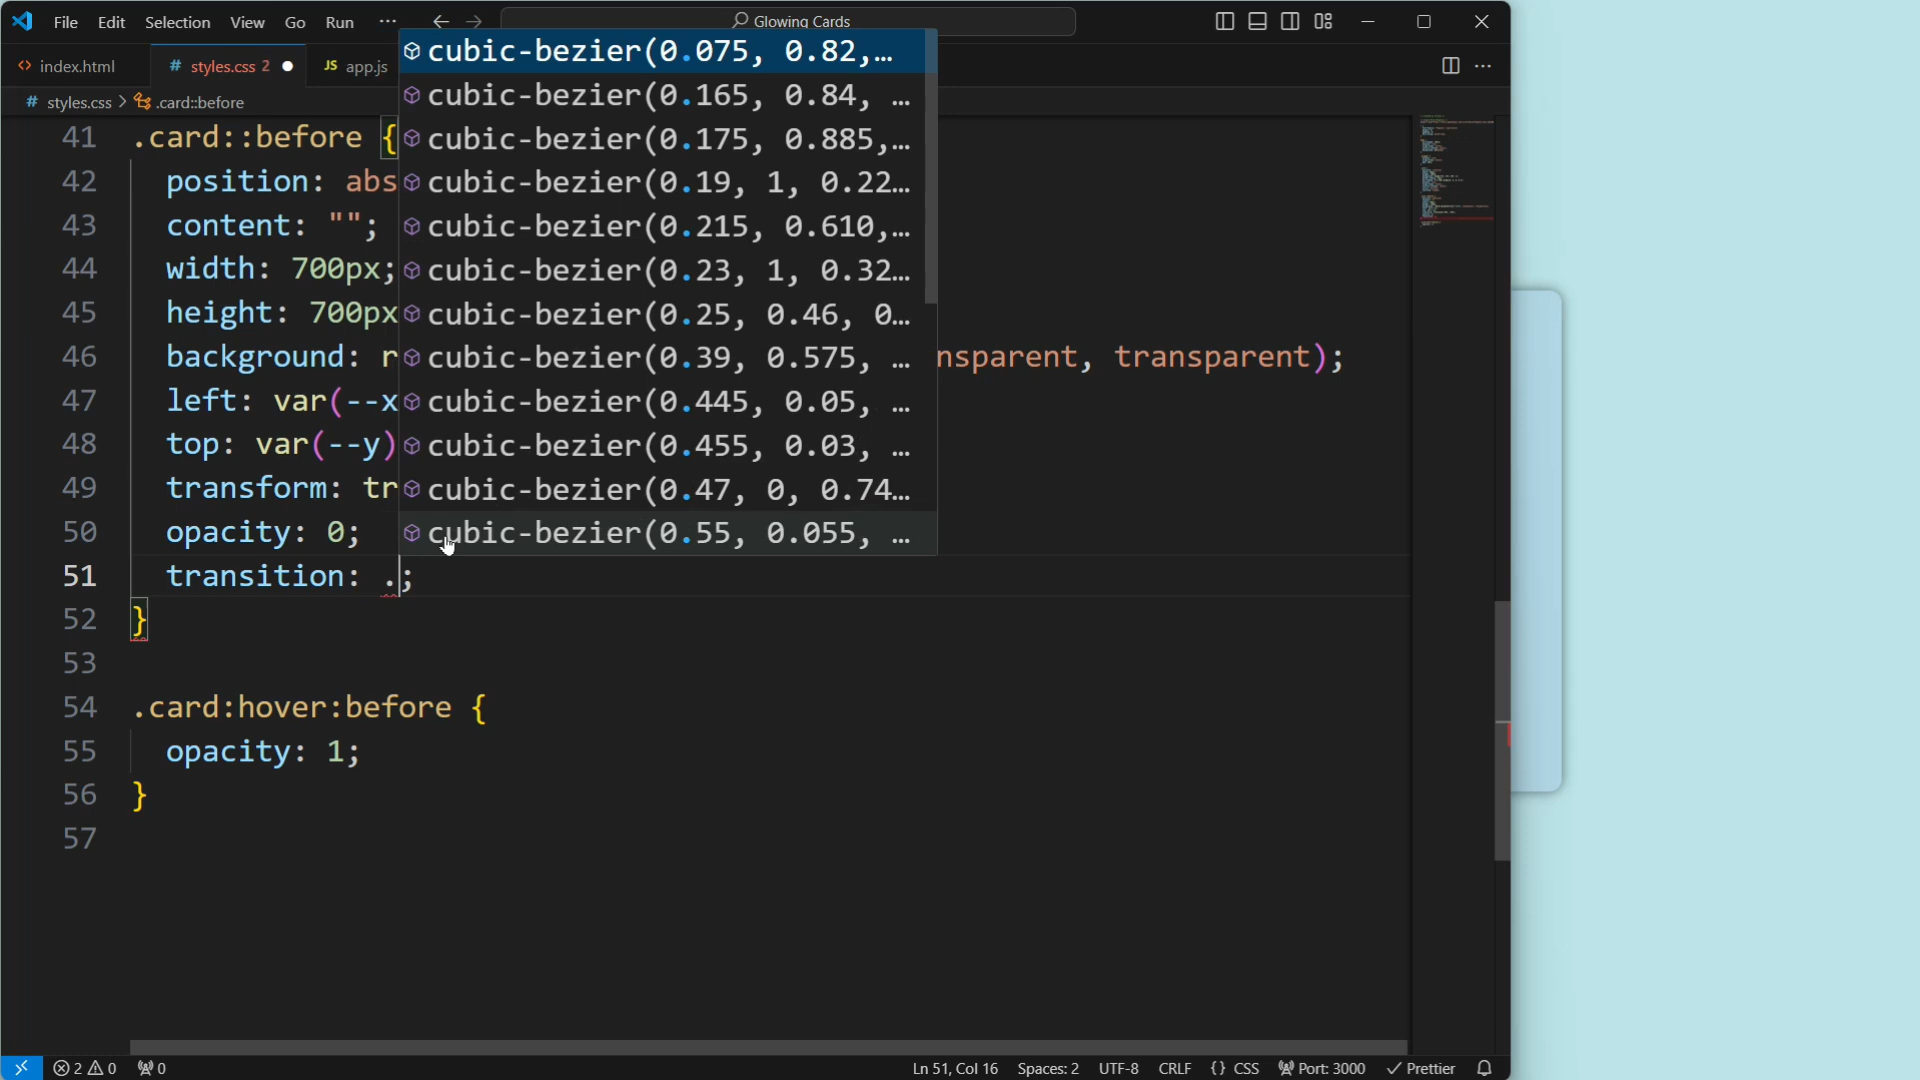 File Edit Selection View Go Run ··· Glowing Cards
index.html # styles.css 2 JS app.js
# styles.css > .card::before
cubic-bezier(0.075, 0.82,…
cubic-bezier(0.165, 0.84, …
cubic-bezier(0.175, 0.885,…
cubic-bezier(0.19, 1, 0.22…
cubic-bezier(0.215, 0.610,…
cubic-bezier(0.23, 1, 0.32…
cubic-bezier(0.25, 0.46, 0…
cubic-bezier(0.39, 0.575, …
cubic-bezier(0.445, 0.05, …
cubic-bezier(0.455, 0.03, …
cubic-bezier(0.47, 0, 0.74…
cubic-bezier(0.55, 0.055, …
41 .card::before {
42 position: abs
43 content: "";
44 width: 700px;
45 height: 700px
46 background: r nsparent, transparent);
47 left: var(--x
48 top: var(--y)
49 transform: tr
50 opacity: 0;
51 transition: .;
52 }
53
54 .card:hover:before {
55 opacity: 1;
56 }
57
2 0 0 Ln 51, Col 16 Spaces: 2 UTF-8 CRLF {} CSS Port: 3000 Prettier